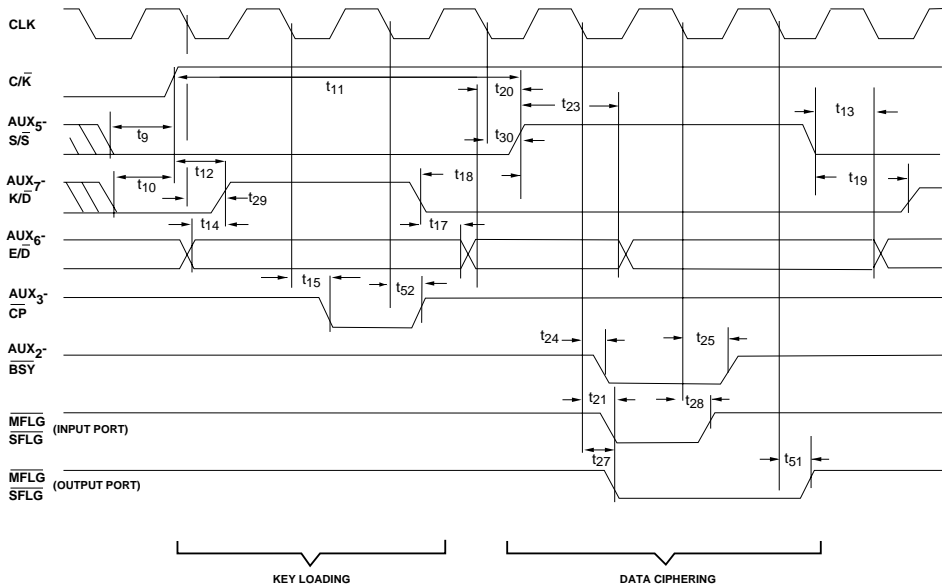 CLK
C/K̅
t11
t20
t23
t13
AUX5-
S/S̅
t9
t30
AUX7-
K/D̅
t10
t12
t18
t19
t29
AUX6-
E/D̅
t14
t17
AUX3-
C̅P̅
t15
t52
AUX2-
B̅S̅Y̅
t24
t25
M̅F̅L̅G̅
S̅F̅L̅G̅ (INPUT PORT)
t21
t28
M̅F̅L̅G̅
S̅F̅L̅G̅ (OUTPUT PORT)
t27
t51
KEY LOADING
DATA CIPHERING